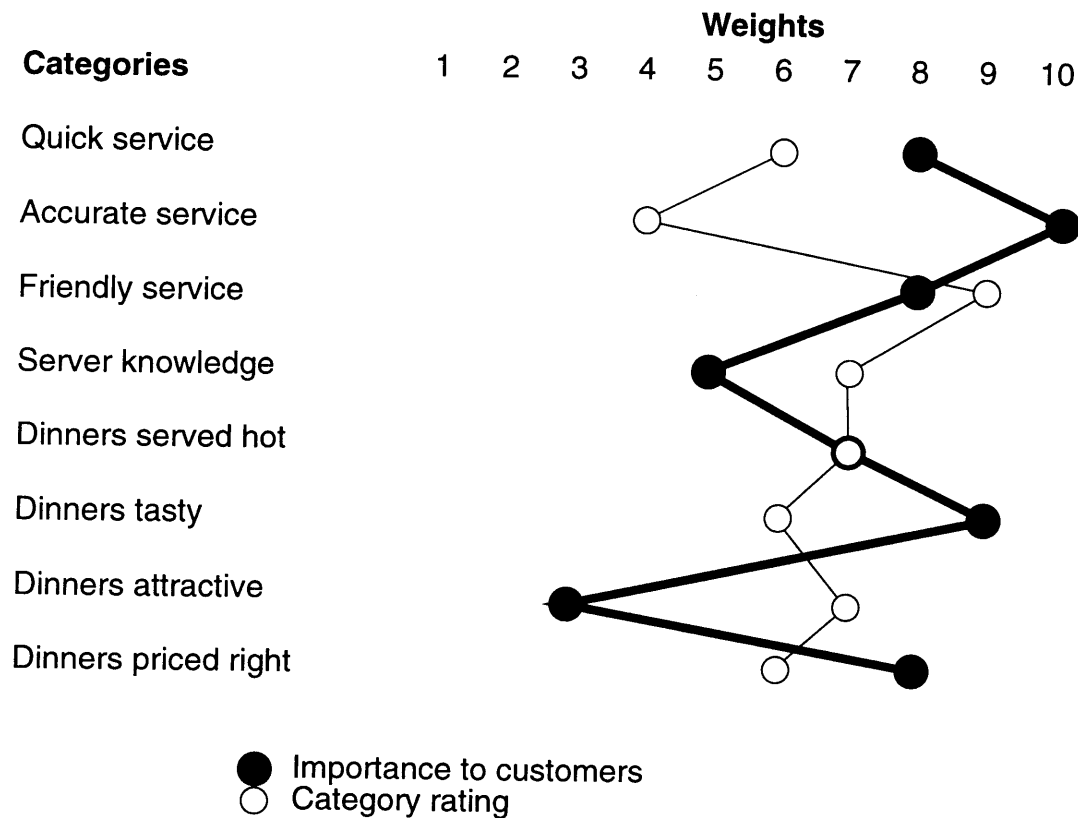 Weights
Categories 1 2 3 4 5 6 7 8 9 10
Quick service
Accurate service
Friendly service
Server knowledge
Dinners served hot
Dinners tasty
Dinners attractive
Dinners priced right
Importance to customers
Category rating